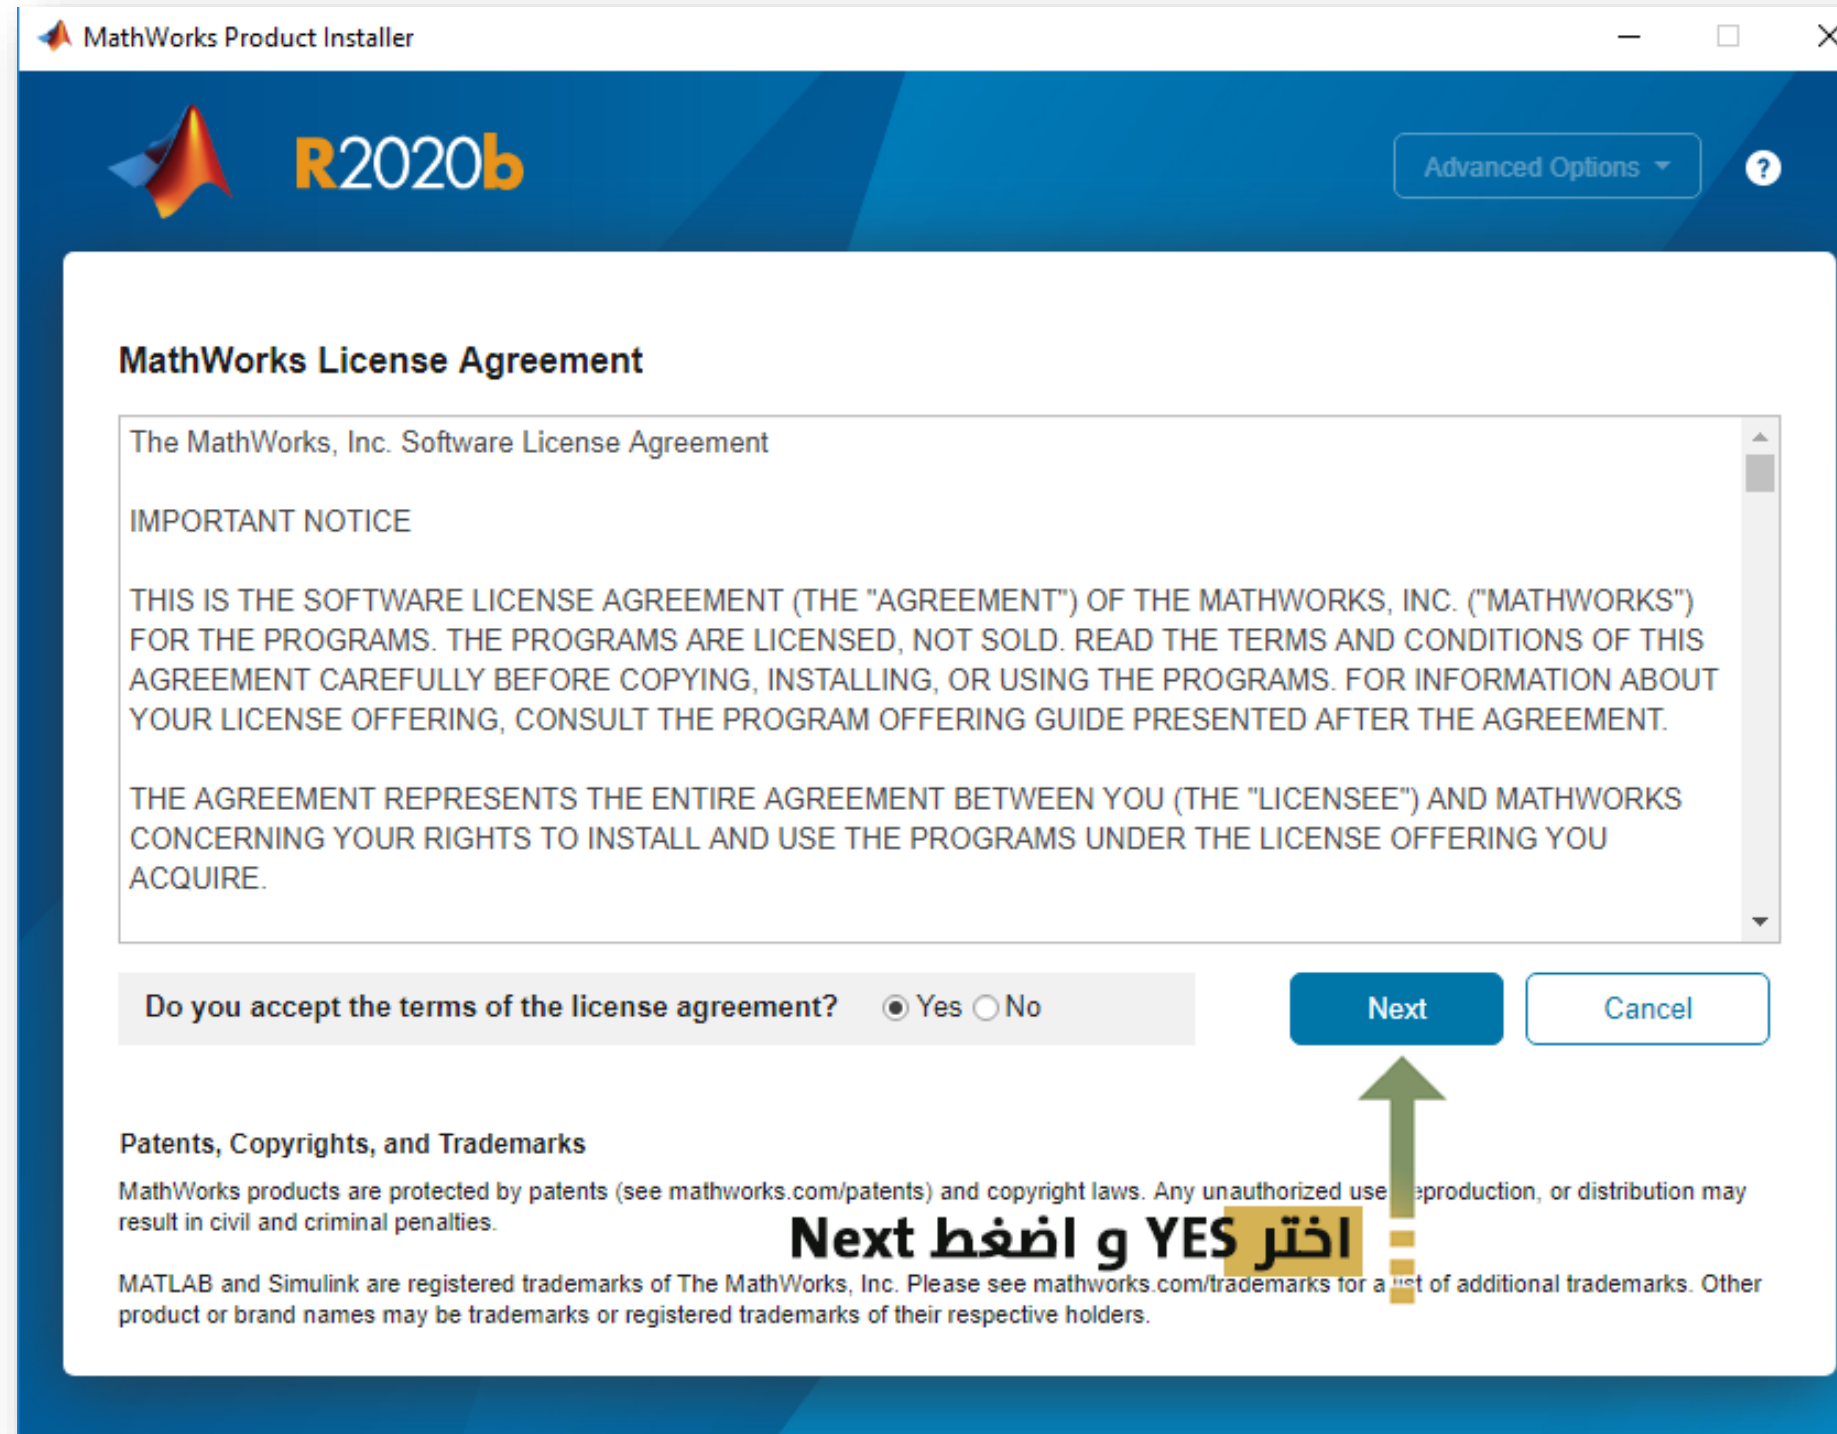 MathWorks Product Installer
R2020b
Advanced Options
?
MathWorks License Agreement
The MathWorks, Inc. Software License Agreement
IMPORTANT NOTICE
THIS IS THE SOFTWARE LICENSE AGREEMENT (THE "AGREEMENT") OF THE MATHWORKS, INC. ("MATHWORKS")
FOR THE PROGRAMS. THE PROGRAMS ARE LICENSED, NOT SOLD. READ THE TERMS AND CONDITIONS OF THIS
AGREEMENT CAREFULLY BEFORE COPYING, INSTALLING, OR USING THE PROGRAMS. FOR INFORMATION ABOUT
YOUR LICENSE OFFERING, CONSULT THE PROGRAM OFFERING GUIDE PRESENTED AFTER THE AGREEMENT.
THE AGREEMENT REPRESENTS THE ENTIRE AGREEMENT BETWEEN YOU (THE "LICENSEE") AND MATHWORKS
CONCERNING YOUR RIGHTS TO INSTALL AND USE THE PROGRAMS UNDER THE LICENSE OFFERING YOU
ACQUIRE.
Do you accept the terms of the license agreement? Yes No
Next
Cancel
Patents, Copyrights, and Trademarks
MathWorks products are protected by patents (see mathworks.com/patents) and copyright laws. Any unauthorized use eproduction, or distribution may
result in civil and criminal penalties.
اختر YES و اضغط Next
MATLAB and Simulink are registered trademarks of The MathWorks, Inc. Please see mathworks.com/trademarks for a list of additional trademarks. Other
product or brand names may be trademarks or registered trademarks of their respective holders.